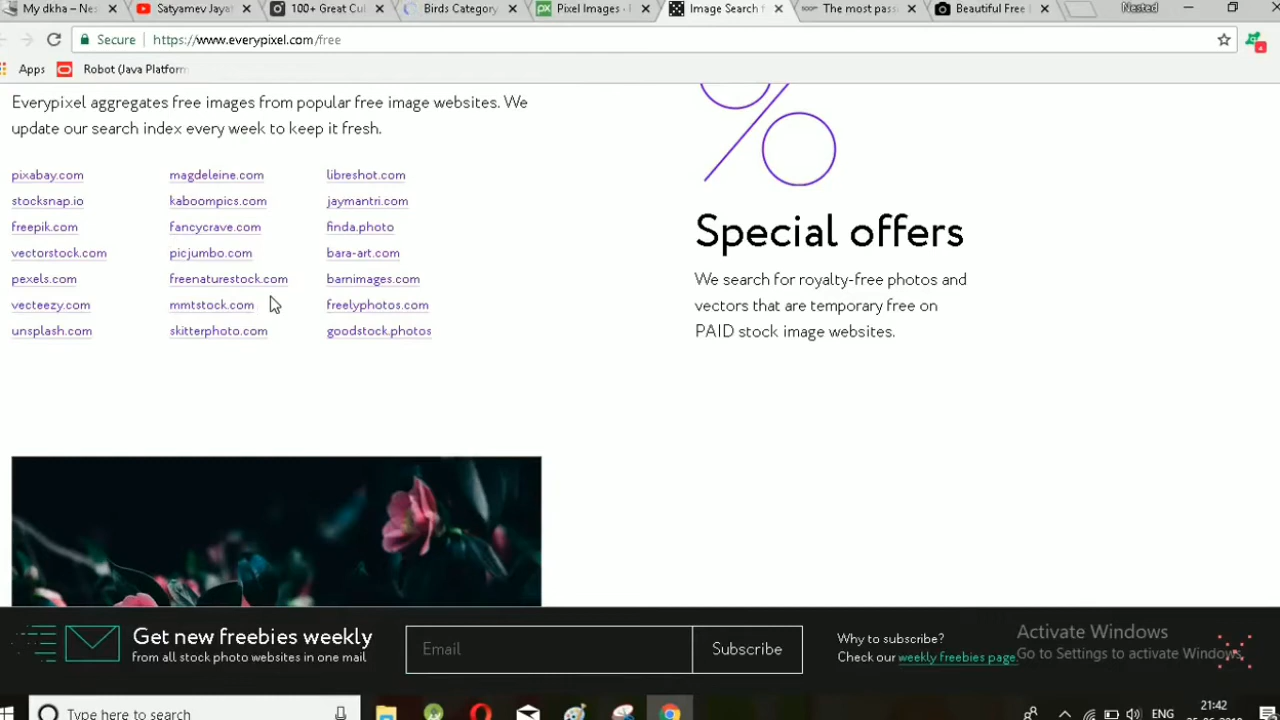 My dkha – Nes
Satyamev Jayat
100+ Great Cul
Birds Category
Pixel Images -
Image Search f
The most pass
Beautiful Free
Nested
Secure
https://www.everypixel.com/free
Apps
Robot (Java Platform
Everypixel aggregates free images from popular free image websites. We
update our search index every week to keep it fresh.
pixabay.com
magdeleine.com
libreshot.com
stocksnap.io
kaboompics.com
jaymantri.com
freepik.com
fancycrave.com
finda.photo
vectorstock.com
picjumbo.com
bara-art.com
pexels.com
freenaturestock.com
barnimages.com
vecteezy.com
mmtstock.com
freelyphotos.com
unsplash.com
skitterphoto.com
goodstock.photos
Special offers
We search for royalty-free photos and
vectors that are temporary free on
PAID stock image websites.
Get new freebies weekly
from all stock photo websites in one mail
Email
Subscribe
Why to subscribe?
Check our weekly freebies page.
Activate Windows
Go to Settings to activate Windows.
Type here to search
ENG
21:42